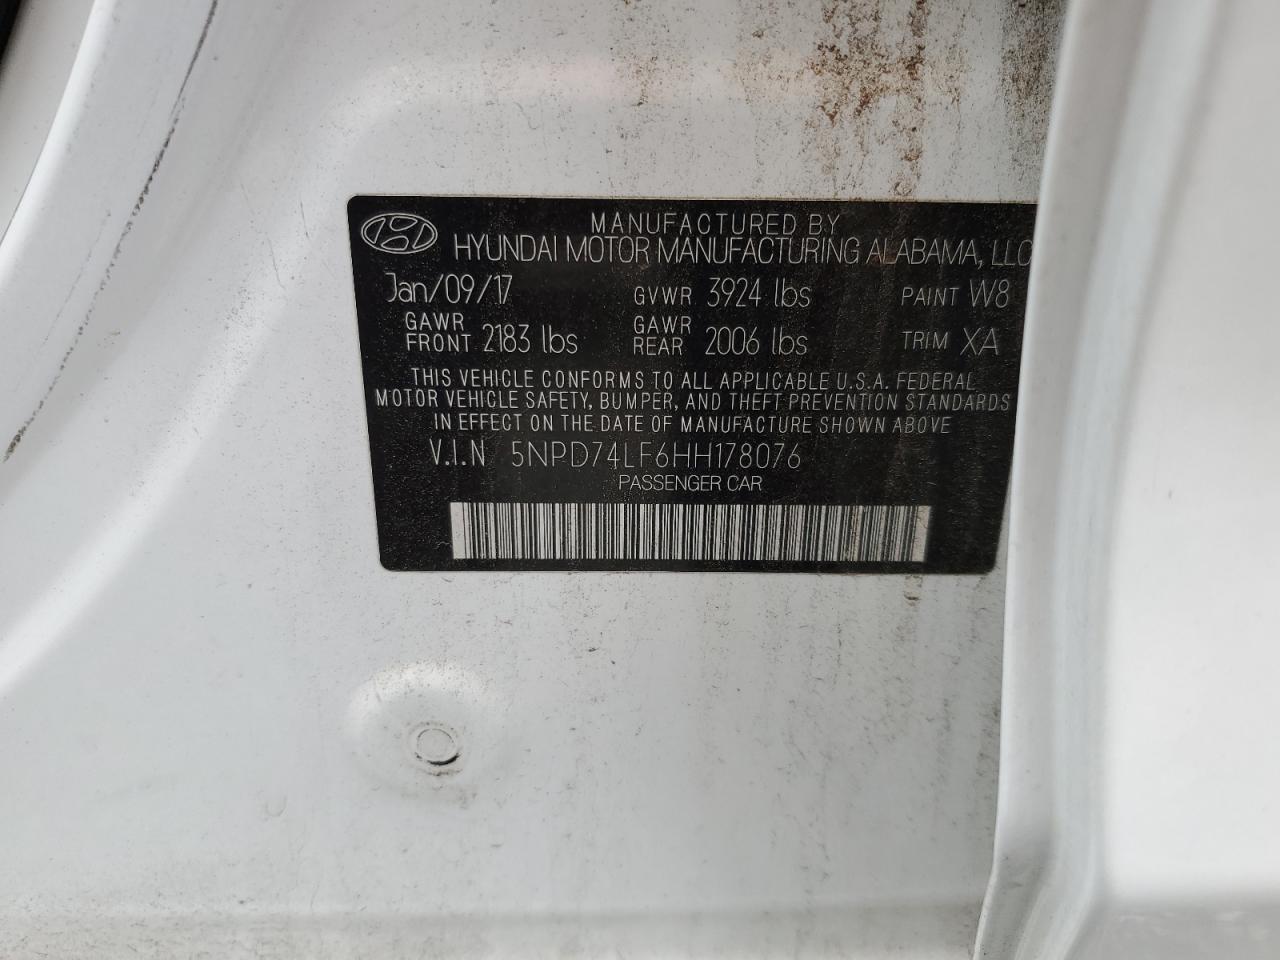 MANUFACTURED BY
HYUNDAI MOTOR MANUFACTURING ALABAMA, LLC
Jan/09/17 GVWR 3924 lbs PAINT W8
GAWR FRONT 2183 lbs GAWR REAR 2006 lbs TRIM XA
THIS VEHICLE CONFORMS TO ALL APPLICABLE U.S.A. FEDERAL
MOTOR VEHICLE SAFETY, BUMPER, AND THEFT PREVENTION STANDARDS
IN EFFECT ON THE DATE OF MANUFACTURE SHOWN ABOVE
V.I.N 5NPD74LF6HH178076
PASSENGER CAR